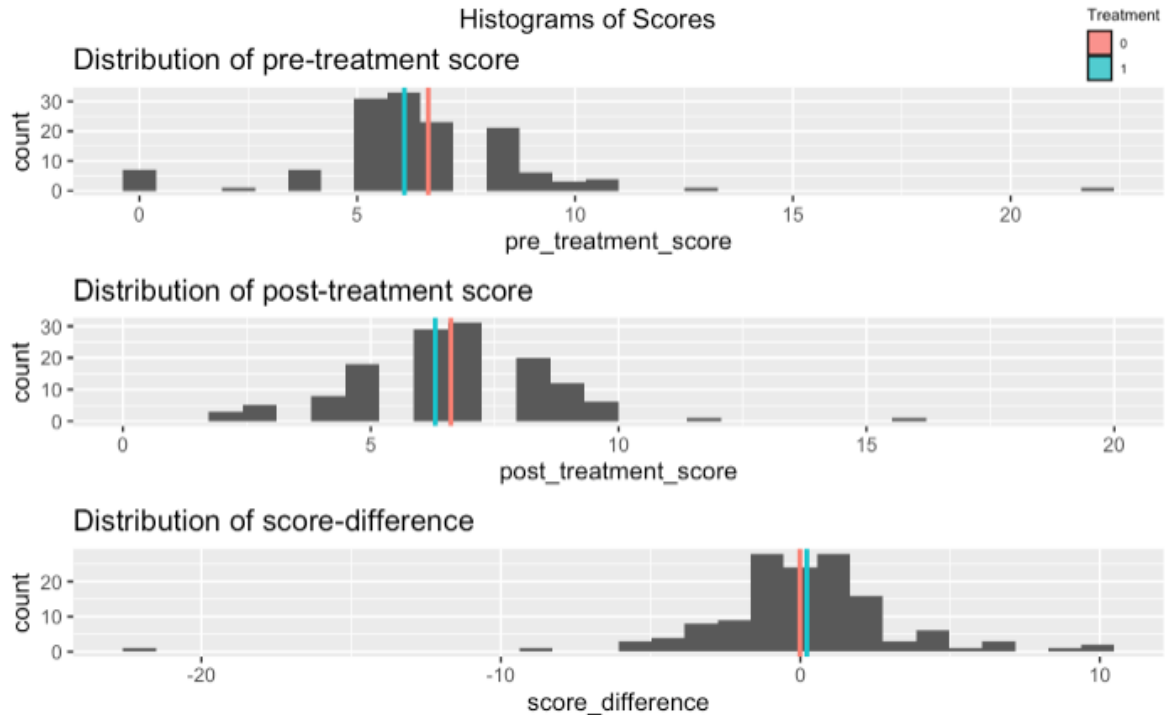 Histograms of Scores
Treatment
0
1
Distribution of pre-treatment score
count
30
20
10
0
0 5 10 15 20
pre_treatment_score
Distribution of post-treatment score
count
30
20
10
0
0 5 10 15 20
post_treatment_score
Distribution of score-difference
count
20
10
0
-20 -10 0 10
score_difference